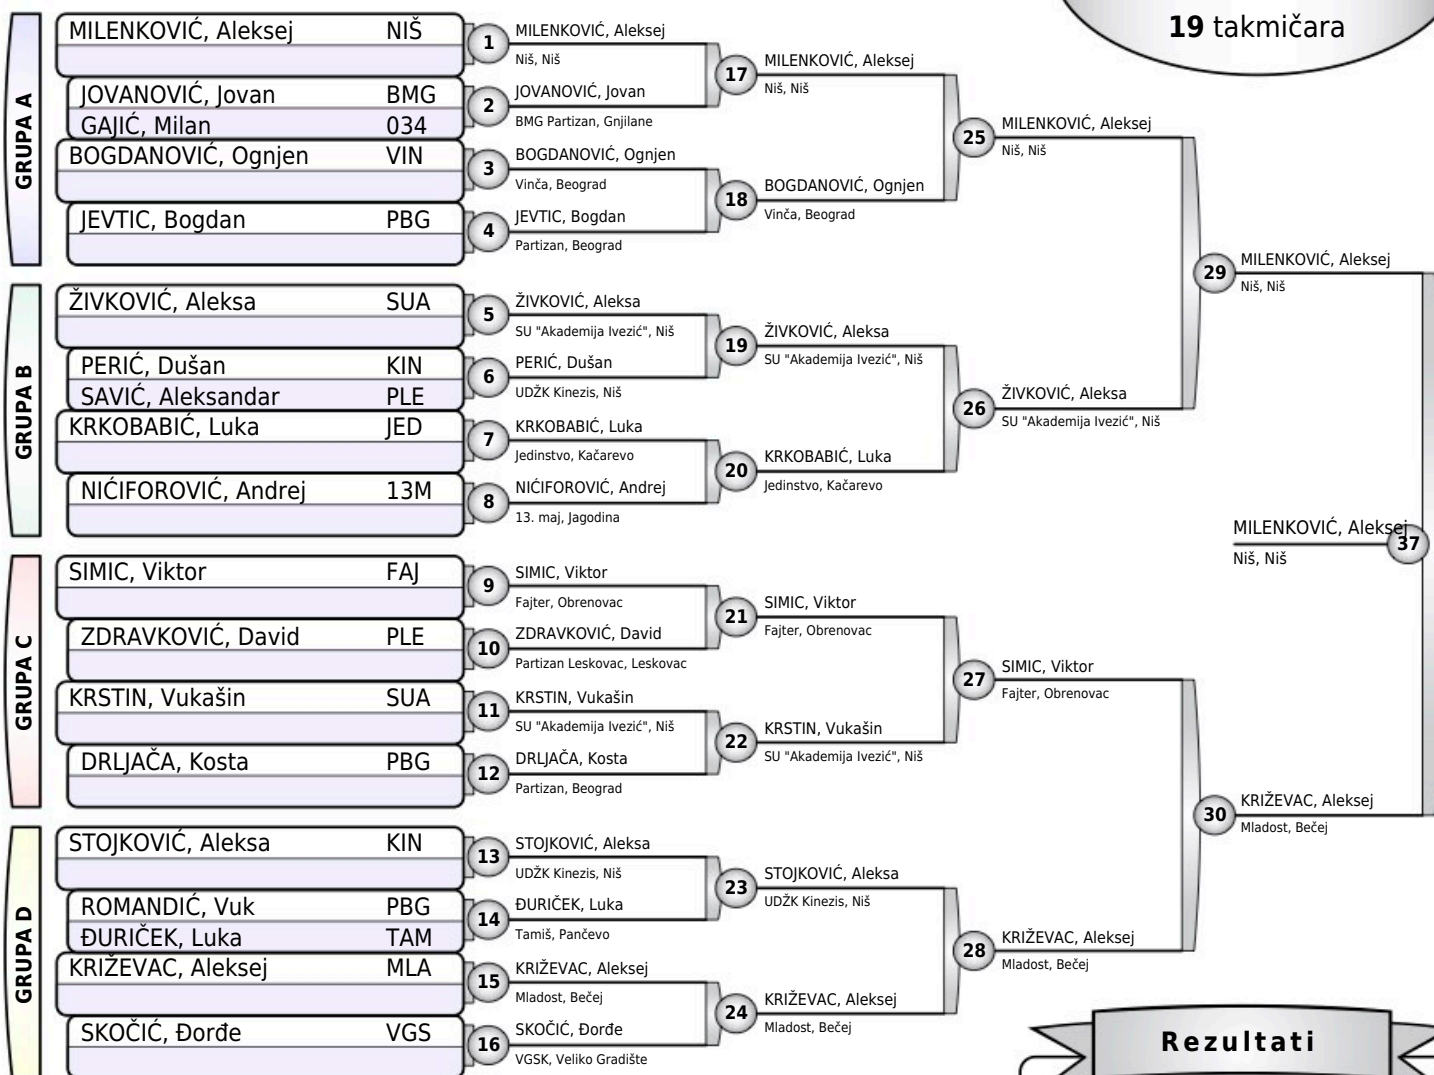 19 takmičara
GRUPA A
MILENKOVIĆ, Aleksej NIŠ
JOVANOVIĆ, Jovan BMG
GAJIĆ, Milan 034
BOGDANOVIĆ, Ognjen VIN
JEVTIC, Bogdan PBG
GRUPA B
ŽIVKOVIĆ, Aleksa SUA
PERIĆ, Dušan KIN
SAVIĆ, Aleksandar PLE
KRKOBABIĆ, Luka JED
NIĆIFOROVIĆ, Andrej 13M
GRUPA C
SIMIC, Viktor FAJ
ZDRAVKOVIĆ, David PLE
KRSTIN, Vukašin SUA
DRLJAČA, Kosta PBG
GRUPA D
STOJKOVIĆ, Aleksa KIN
ROMANDIĆ, Vuk PBG
ĐURIČEK, Luka TAM
KRIŽEVAC, Aleksej MLA
SKOČIĆ, Đorđe VGS
1 MILENKOVIĆ, Aleksej
Niš, Niš
2 JOVANOVIĆ, Jovan
BMG Partizan, Gnjilane
3 BOGDANOVIĆ, Ognjen
Vinča, Beograd
4 JEVTIC, Bogdan
Partizan, Beograd
5 ŽIVKOVIĆ, Aleksa
SU "Akademija Ivezić", Niš
6 PERIĆ, Dušan
UDŽK Kinezis, Niš
7 KRKOBABIĆ, Luka
Jedinstvo, Kačarevo
8 NIĆIFOROVIĆ, Andrej
13. maj, Jagodina
9 SIMIC, Viktor
Fajter, Obrenovac
10 ZDRAVKOVIĆ, David
Partizan Leskovac, Leskovac
11 KRSTIN, Vukašin
SU "Akademija Ivezić", Niš
12 DRLJAČA, Kosta
Partizan, Beograd
13 STOJKOVIĆ, Aleksa
UDŽK Kinezis, Niš
14 ĐURIČEK, Luka
Tamiš, Pančevo
15 KRIŽEVAC, Aleksej
Mladost, Bečej
16 SKOČIĆ, Đorđe
VGSK, Veliko Gradište
17 MILENKOVIĆ, Aleksej
Niš, Niš
18 BOGDANOVIĆ, Ognjen
Vinča, Beograd
19 ŽIVKOVIĆ, Aleksa
SU "Akademija Ivezić", Niš
20 KRKOBABIĆ, Luka
Jedinstvo, Kačarevo
21 SIMIC, Viktor
Fajter, Obrenovac
22 KRSTIN, Vukašin
SU "Akademija Ivezić", Niš
23 STOJKOVIĆ, Aleksa
UDŽK Kinezis, Niš
24 KRIŽEVAC, Aleksej
Mladost, Bečej
25 MILENKOVIĆ, Aleksej
Niš, Niš
26 ŽIVKOVIĆ, Aleksa
SU "Akademija Ivezić", Niš
27 SIMIC, Viktor
Fajter, Obrenovac
28 KRIŽEVAC, Aleksej
Mladost, Bečej
29 MILENKOVIĆ, Aleksej
Niš, Niš
30 KRIŽEVAC, Aleksej
Mladost, Bečej
MILENKOVIĆ, Aleksej 37
Niš, Niš
Rezultati